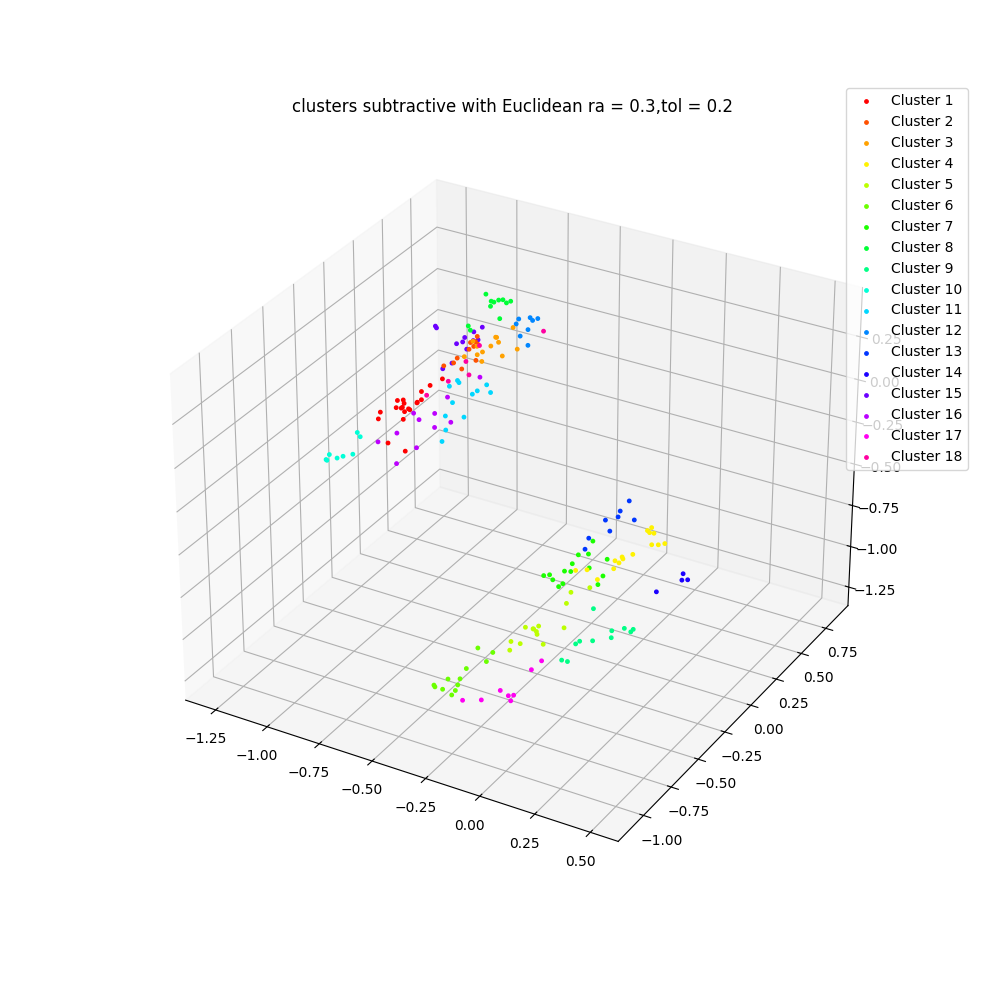 clusters subtractive with Euclidean ra = 0.3,tol = 0.2
Cluster 1
Cluster 2
Cluster 3
Cluster 4
Cluster 5
Cluster 6
Cluster 7
Cluster 8
Cluster 9
Cluster 10
Cluster 11
Cluster 12
Cluster 13
Cluster 14
Cluster 15
Cluster 16
Cluster 17
Cluster 18
0.25
0.00
−0.25
−0.50
−0.75
−1.00
−1.25
0.75
0.50
0.25
0.00
−0.25
−0.50
−0.75
−1.00
−1.25
−1.00
−0.75
−0.50
−0.25
0.00
0.25
0.50